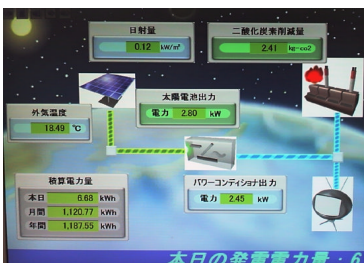 日射量
0.12 kW/m²
二酸化炭素削減量
2.41 kg-co2
太陽電池出力
電力 2.80 kW
外気温度
18.49 ℃
積算電力量
本日 6.68 kWh
月間 1,120.77 kWh
年間 1,187.55 kWh
パワーコンディショナ出力
電力 2.45 kW
本日の発電電力量:6